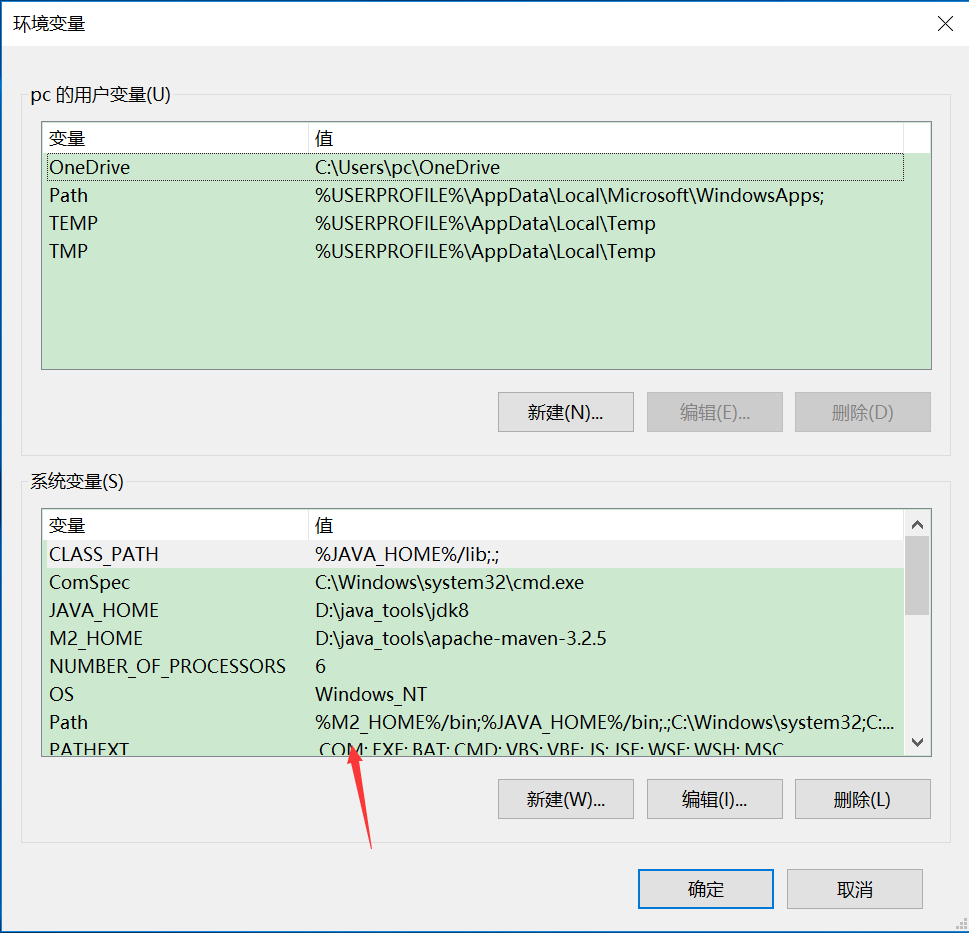 环境变量
pc 的用户变量(U)
变量 值
OneDrive C:\Users\pc\OneDrive
Path %USERPROFILE%\AppData\Local\Microsoft\WindowsApps;
TEMP %USERPROFILE%\AppData\Local\Temp
TMP %USERPROFILE%\AppData\Local\Temp
新建(N)... 编辑(E)... 删除(D)
系统变量(S)
变量 值
CLASS_PATH %JAVA_HOME%/lib;.;
ComSpec C:\Windows\system32\cmd.exe
JAVA_HOME D:\java_tools\jdk8
M2_HOME D:\java_tools\apache-maven-3.2.5
NUMBER_OF_PROCESSORS 6
OS Windows_NT
Path %M2_HOME%/bin;%JAVA_HOME%/bin;.;C:\Windows\system32;C:...
PATHEXT .COM;.EXE;.BAT;.CMD;.VBS;.VBE;.JS;.JSE;.WSF;.WSH;.MSC
新建(W)... 编辑(I)... 删除(L)
确定 取消